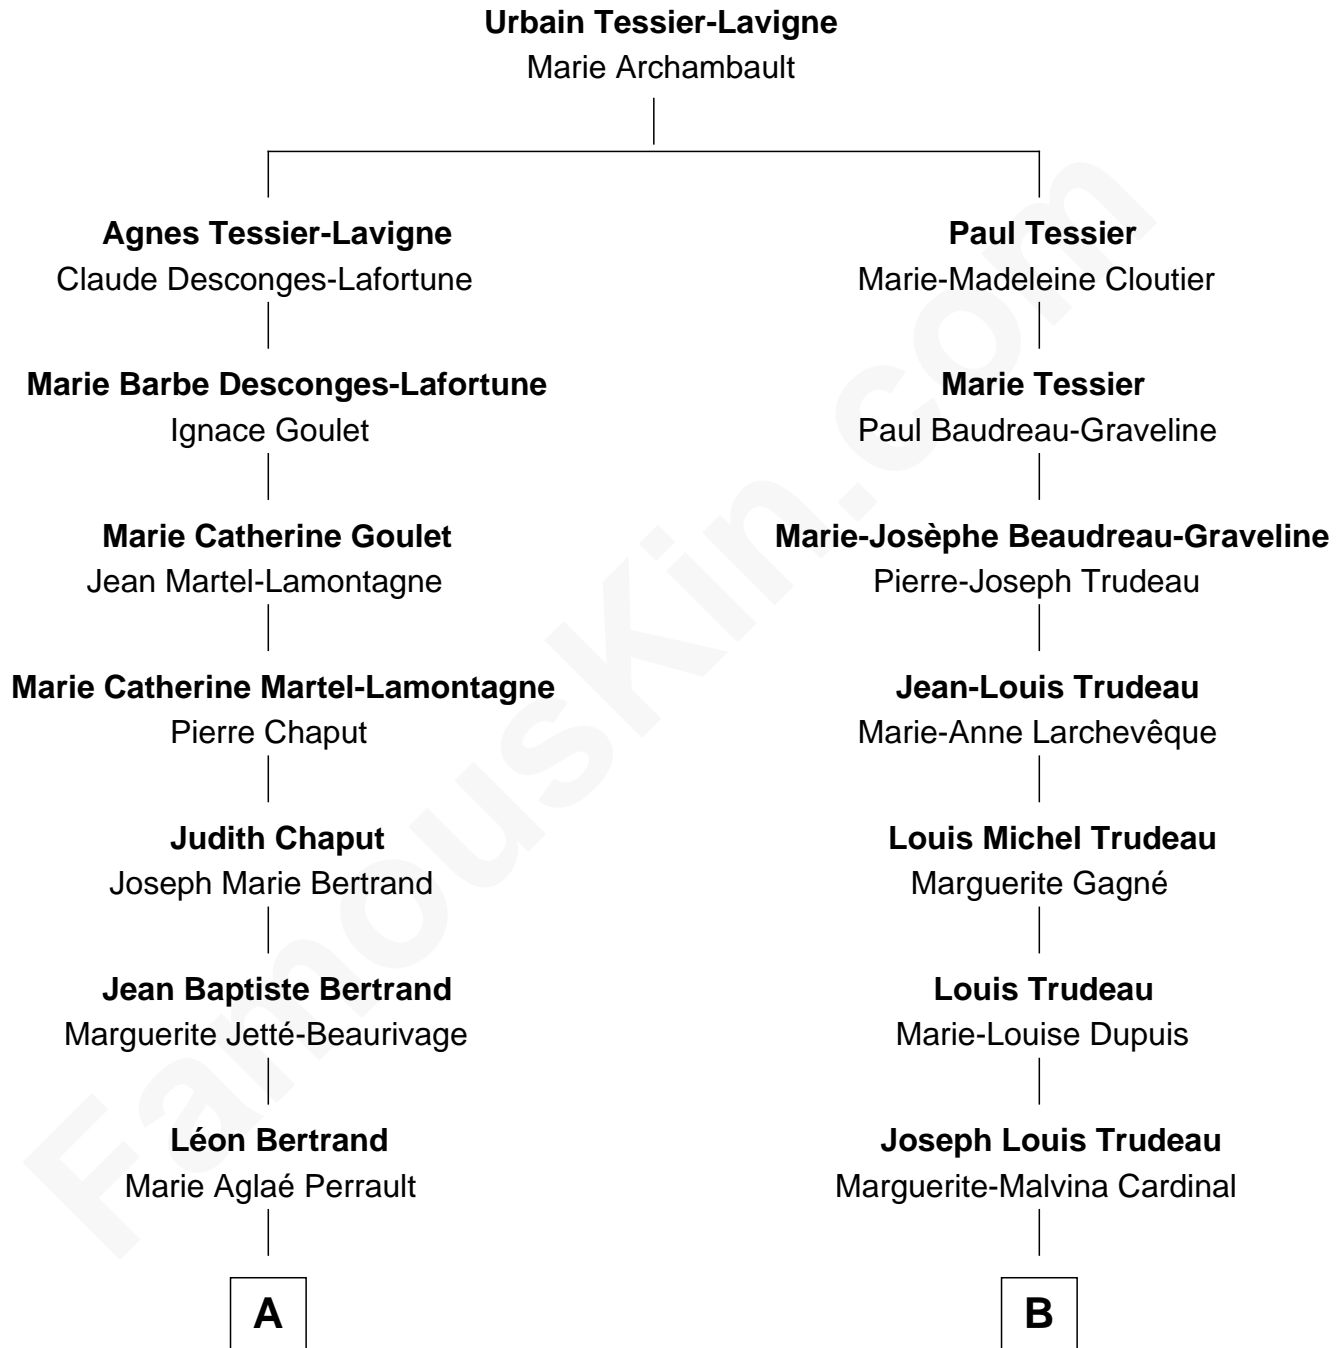 Urbain Tessier-Lavigne
Marie Archambault
Agnes Tessier-Lavigne
Claude Desconges-Lafortune
Paul Tessier
Marie-Madeleine Cloutier
Marie Barbe Desconges-Lafortune
Ignace Goulet
Marie Tessier
Paul Baudreau-Graveline
Marie Catherine Goulet
Jean Martel-Lamontagne
Marie-Josèphe Beaudreau-Graveline
Pierre-Joseph Trudeau
Marie Catherine Martel-Lamontagne
Pierre Chaput
Jean-Louis Trudeau
Marie-Anne Larchevêque
Judith Chaput
Joseph Marie Bertrand
Louis Michel Trudeau
Marguerite Gagné
Jean Baptiste Bertrand
Marguerite Jetté-Beaurivage
Louis Trudeau
Marie-Louise Dupuis
Léon Bertrand
Marie Aglaé Perrault
Joseph Louis Trudeau
Marguerite-Malvina Cardinal
A
B
FamousKin.com